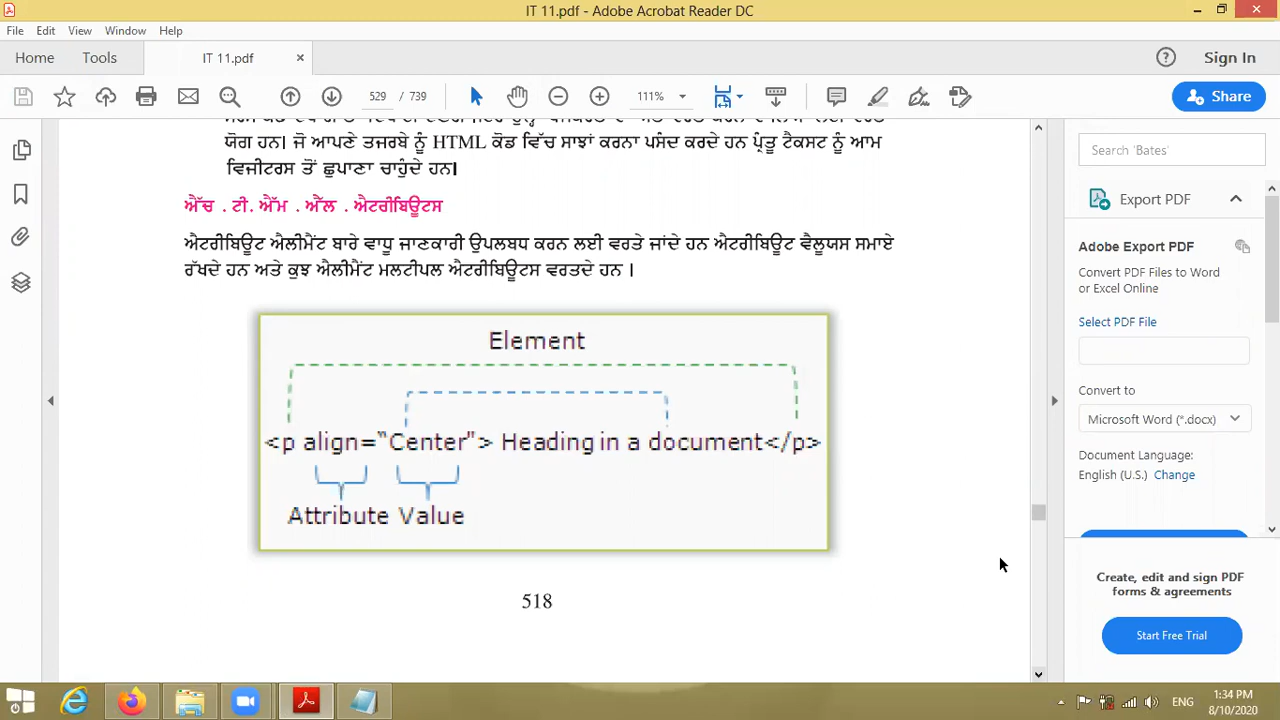 IT 11.pdf - Adobe Acrobat Reader DC
File Edit View Window Help
Home Tools IT 11.pdf × ? Sign In
529 / 739 111% Share
ਯੋਗ ਹਨ। ਜੋ ਆਪਣੇ ਤਜਰਬੇ ਨੂੰ HTML ਕੋਡ ਵਿੱਚ ਸਾਂਝਾਂ ਕਰਨਾ ਪਸੰਦ ਕਰਦੇ ਹਨ ਪ੍ਰੰਤੂ ਟੈਕਸਟ ਨੂੰ ਆਮ
ਵਿਜੀਟਰਸ ਤੋਂ ਛੁਪਾਣਾ ਚਾਹੁੰਦੇ ਹਨ।
ਐੱਚ . ਟੀ. ਐੱਮ . ਐੱਲ . ਐਟਰੀਬਿਊਟਸ
ਐਟਰੀਬਿਊਟ ਐਲੀਮੈਂਟ ਬਾਰੇ ਵਾਧੂ ਜਾਣਕਾਰੀ ਉਪਲਬਧ ਕਰਨ ਲਈ ਵਰਤੇ ਜਾਂਦੇ ਹਨ ਐਟਰੀਬਿਊਟ ਵੈਲੂਯਸ ਸਮਾਏ
ਰੱਖਦੇ ਹਨ ਅਤੇ ਕੁਝ ਐਲੀਮੈਂਟ ਮਲਟੀਪਲ ਐਟਰੀਬਿਊਟਸ ਵਰਤਦੇ ਹਨ ।
Element
<p align="Center"> Heading in a document</p>
Attribute Value
518
Search 'Bates'
Export PDF
Adobe Export PDF
Convert PDF Files to Word
or Excel Online
Select PDF File
Convert to
Microsoft Word (*.docx)
Document Language:
English (U.S.) Change
Create, edit and sign PDF
forms & agreements
Start Free Trial
ENG
1:34 PM
8/10/2020